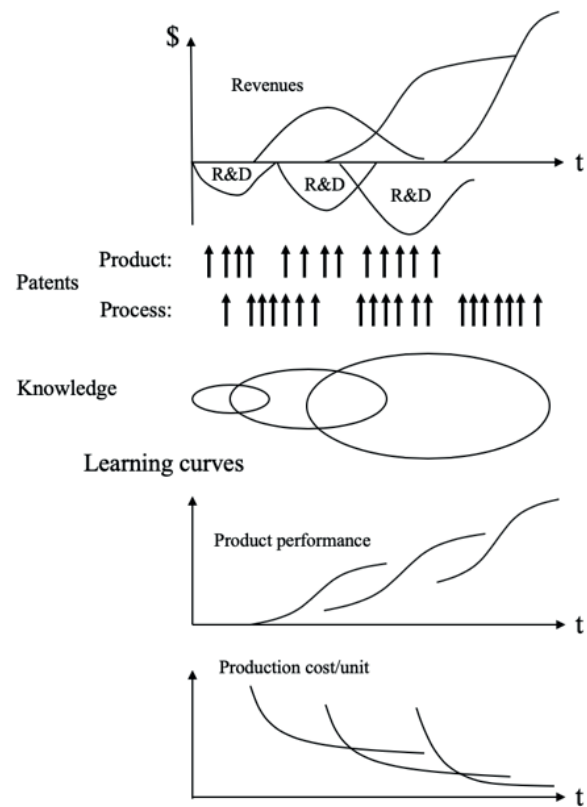 $
Revenues
t
R&D
R&D
R&D
Product:
Patents
Process:
Knowledge
Learning curves
Product performance
t
Production cost/unit
t